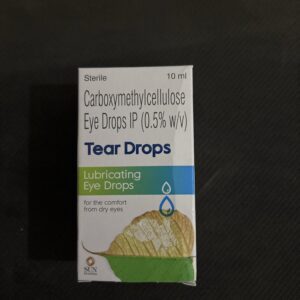 Sterile 10 ml
Carboxymethylcellulose
Eye Drops IP (0.5% w/v)
Tear Drops
Lubricating
Eye Drops
for the comfort
from dry eyes
SUN